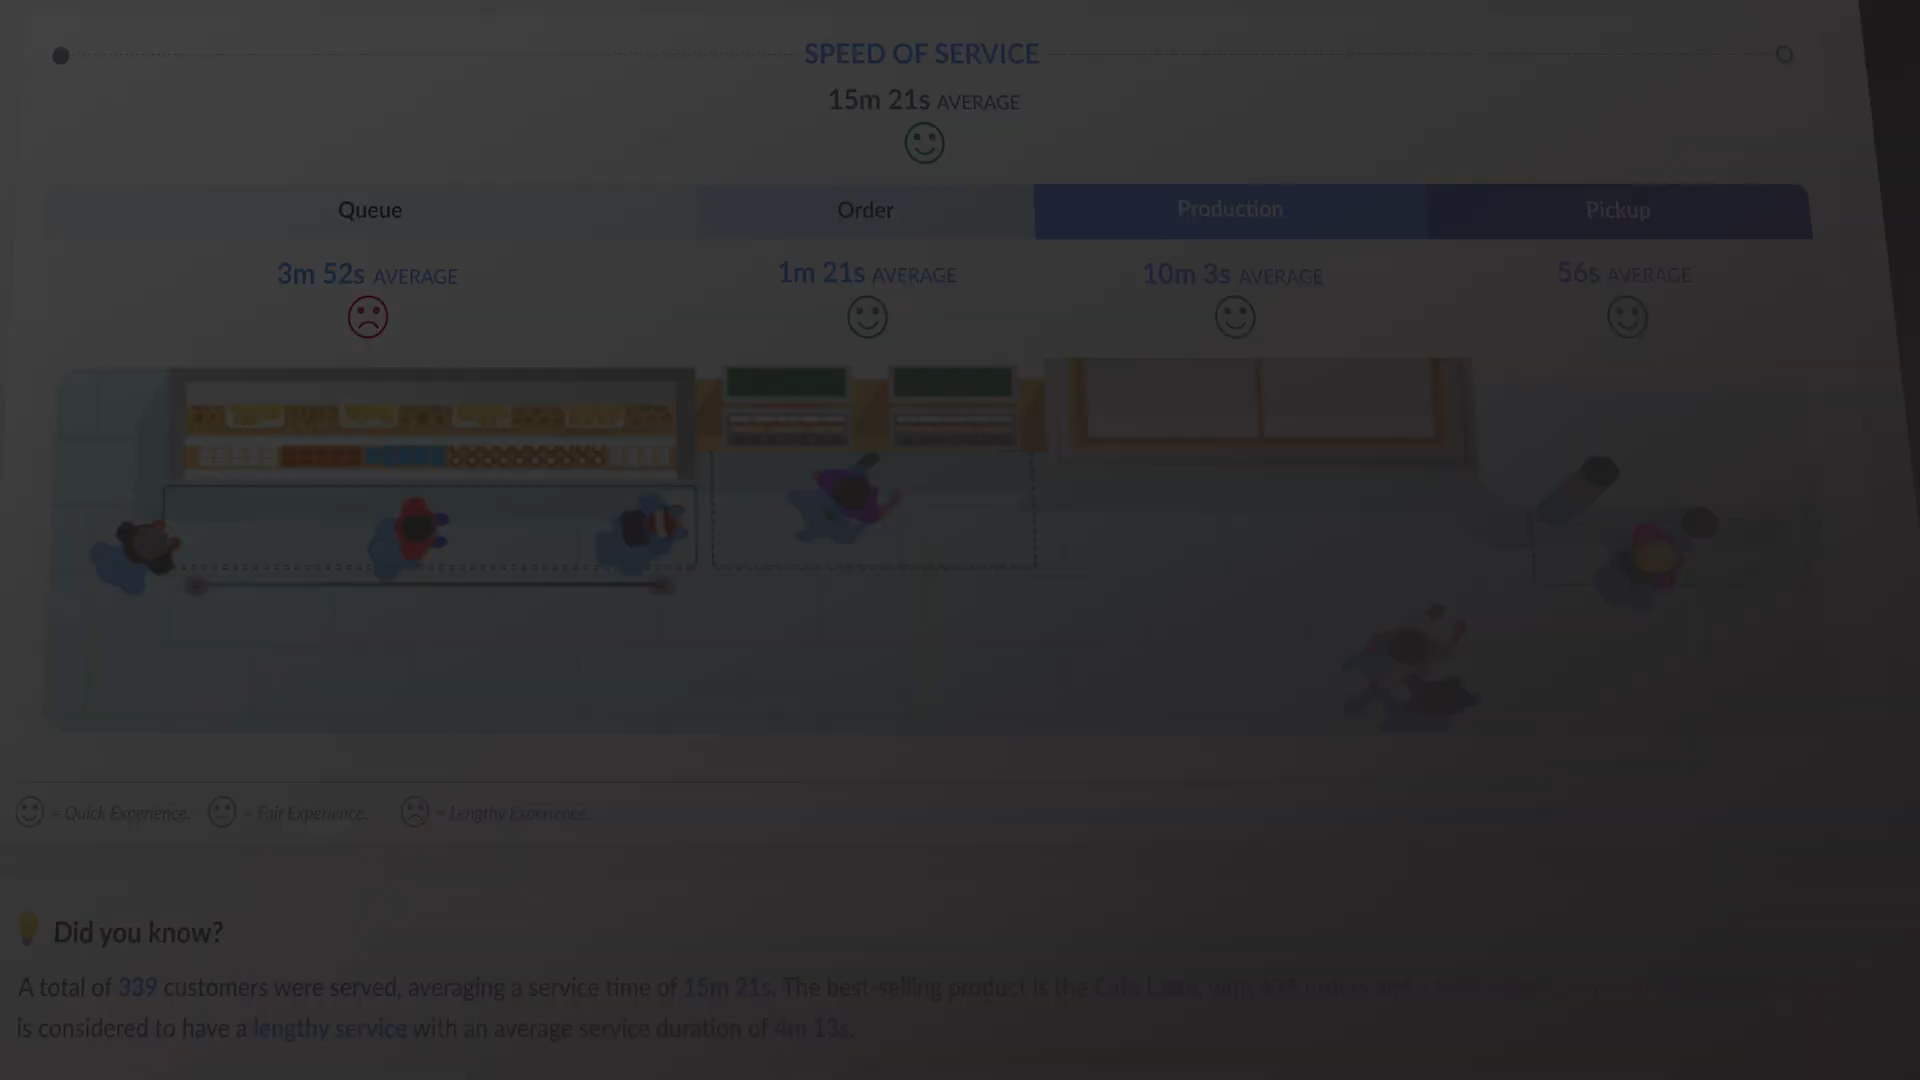 SPEED OF SERVICE
15m 21s AVERAGE
Queue Order Production Pickup
3m 52s AVERAGE 1m 21s AVERAGE 10m 3s AVERAGE 56s AVERAGE
= Quick Experience. = Fair Experience. = Lengthy Experience.
Did you know?
A total of 339 customers were served, averaging a service time of 15m 21s. The best-selling product is the Cafe Latte, with
is considered to have a lengthy service with an average service duration of 4m 13s.